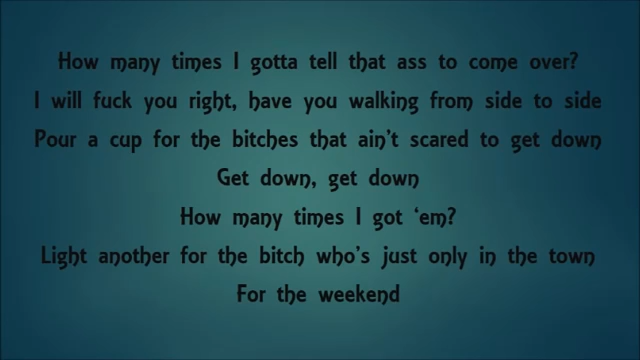 How many times I gotta tell that ass to come over?
I will fuck you right, have you walking from side to side
Pour a cup for the bitches that ain't scared to get down
Get down, get down
How many times I got ‘em?
Light another for the bitch who's just only in the town
For the weekend